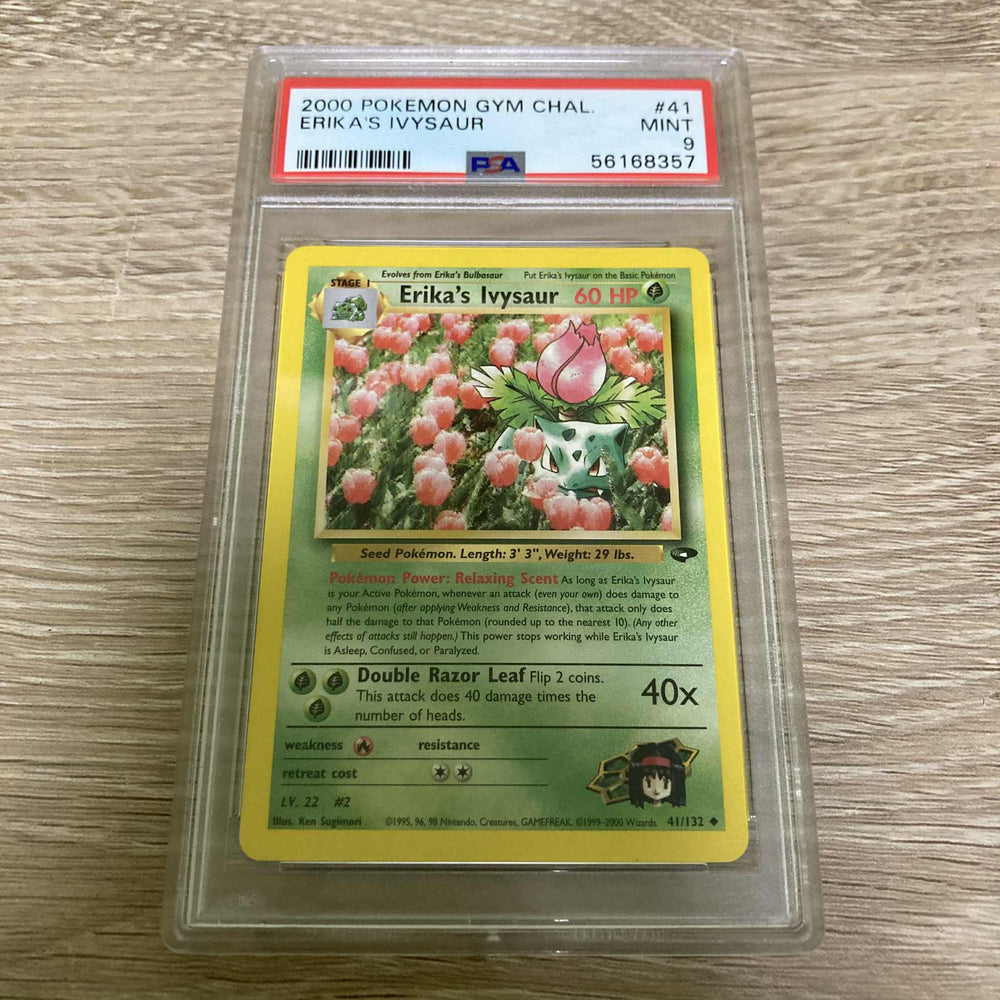 2000 POKEMON GYM CHAL. #41
ERIKA'S IVYSAUR MINT
9
PSA 56168357
Evolves from Erika's Bulbasaur Put Erika's Ivysaur on the Basic Pokémon
STAGE 1
Erika's Ivysaur 60 HP
Seed Pokémon. Length: 3' 3", Weight: 29 lbs.
Pokémon Power: Relaxing Scent As long as Erika's Ivysaur
is your Active Pokémon, whenever an attack (even your own) does damage to
any Pokémon (after applying Weakness and Resistance), that attack only does
half the damage to that Pokémon (rounded up to the nearest 10). (Any other
effects of attacks still happen.) This power stops working while Erika's Ivysaur
is Asleep, Confused, or Paralyzed.
Double Razor Leaf Flip 2 coins.
This attack does 40 damage times the
number of heads.
40x
weakness resistance
retreat cost
LV. 22 #2
Illus. Ken Sugimori ©1995, 96, 98 Nintendo, Creatures, GAMEFREAK. ©1999-2000 Wizards. 41/132